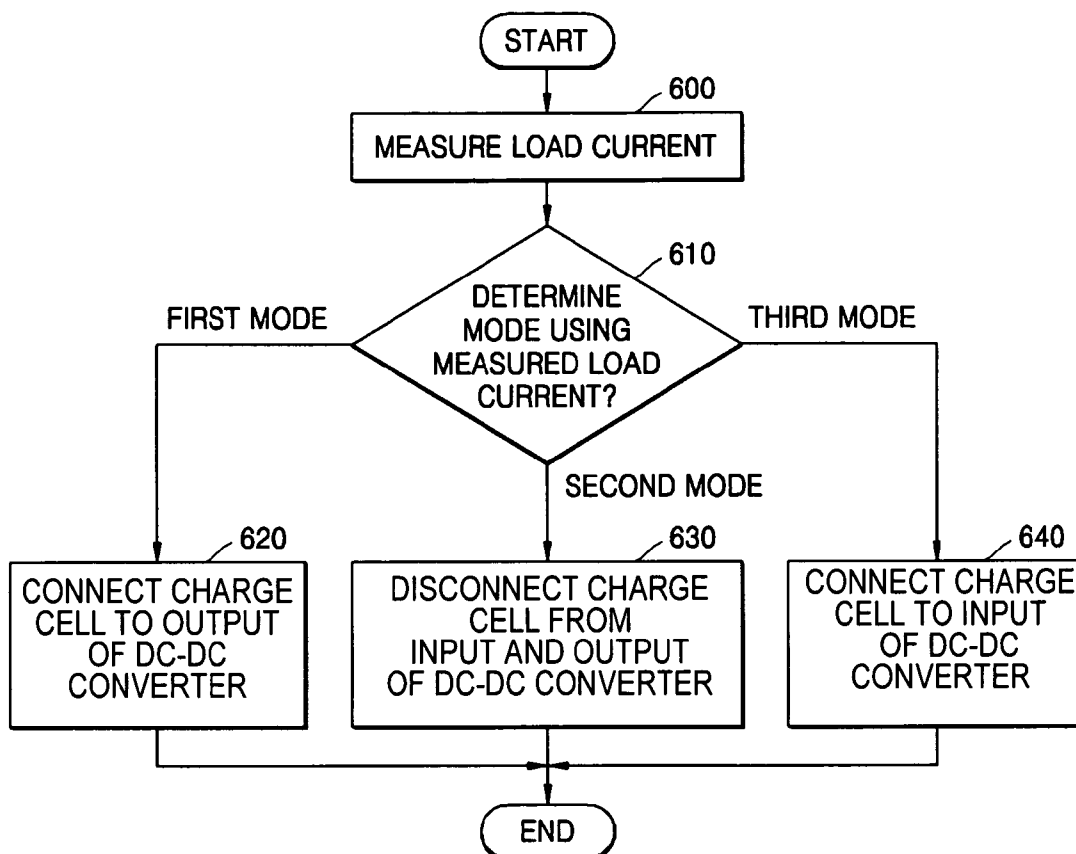 START
600
MEASURE LOAD CURRENT
610
DETERMINE
MODE USING
MEASURED LOAD
CURRENT?
FIRST MODE
THIRD MODE
SECOND MODE
620
CONNECT CHARGE
CELL TO OUTPUT
OF DC-DC
CONVERTER
630
DISCONNECT CHARGE
CELL FROM
INPUT AND OUTPUT
OF DC-DC CONVERTER
640
CONNECT CHARGE
CELL TO INPUT
OF DC-DC
CONVERTER
END